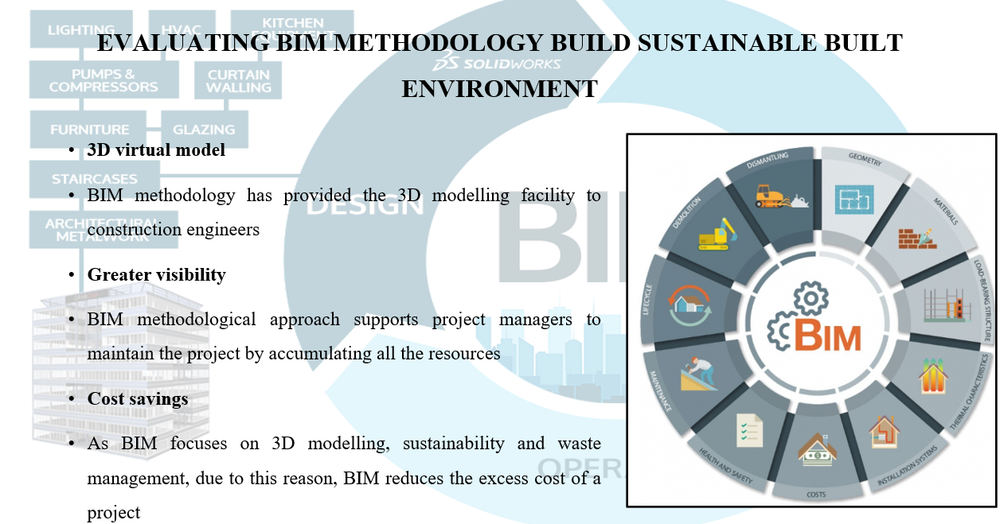 LIGHTING
HVAC
KITCHEN
EQUIPMENT
EVALUATING BIM METHODOLOGY BUILD SUSTAINABLE BUILT
ENVIRONMENT
SOLIDWORKS
PUMPS &
COMPRESSORS
CURTAIN
WALLING
FURNITURE
GLAZING
STAIRCASES
ARCHITECTURAL
METALWORK
DESIGN
• 3D virtual model
• BIM methodology has provided the 3D modelling facility to
construction engineers
• Greater visibility
• BIM methodological approach supports project managers to
maintain the project by accumulating all the resources
• Cost savings
• As BIM focuses on 3D modelling, sustainability and waste
management, due to this reason, BIM reduces the excess cost of a
project
DISMANTLING
GEOMETRY
MATERIALS
LOAD-BEARING STRUCTURE
THERMAL CHARACTERISTICS
INSTALLATION SYSTEMS
COSTS
HEALTH AND SAFETY
MAINTENANCE
LIFECYCLE
DEMOLITION
BIM